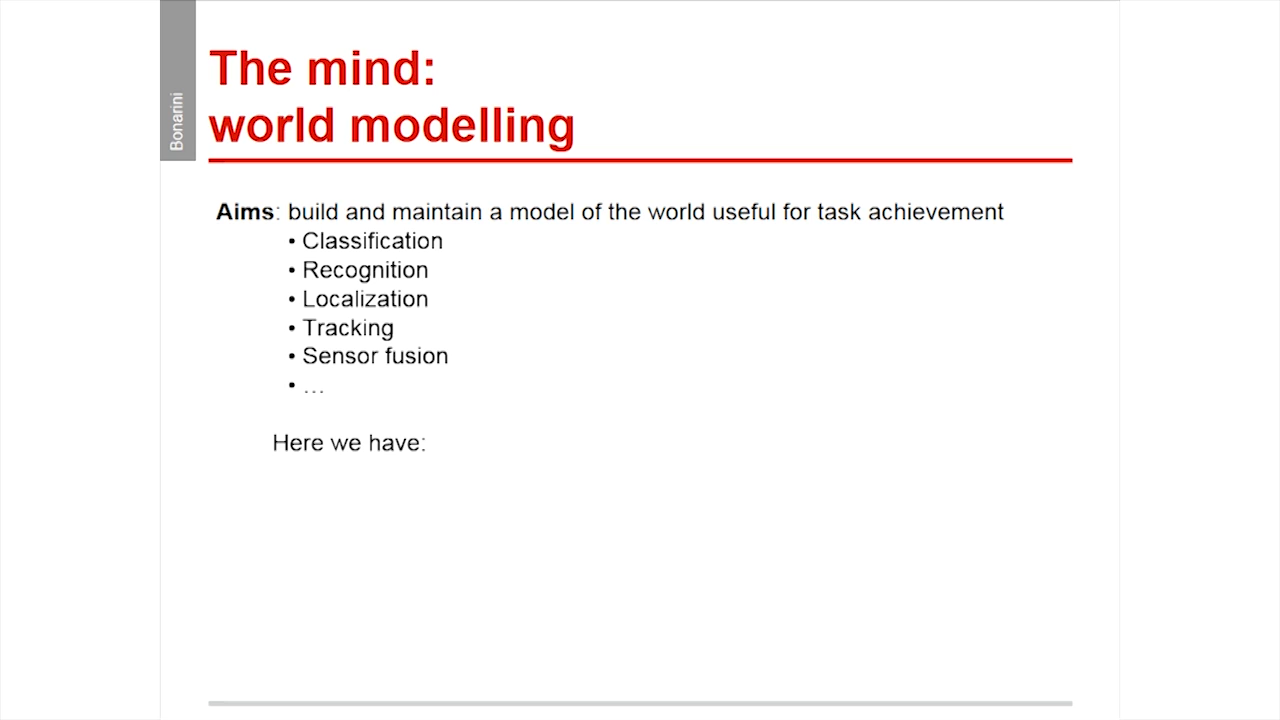 Bonarini
The mind:
world modelling
Aims: build and maintain a model of the world useful for task achievement
• Classification
• Recognition
• Localization
• Tracking
• Sensor fusion
• ...
Here we have: